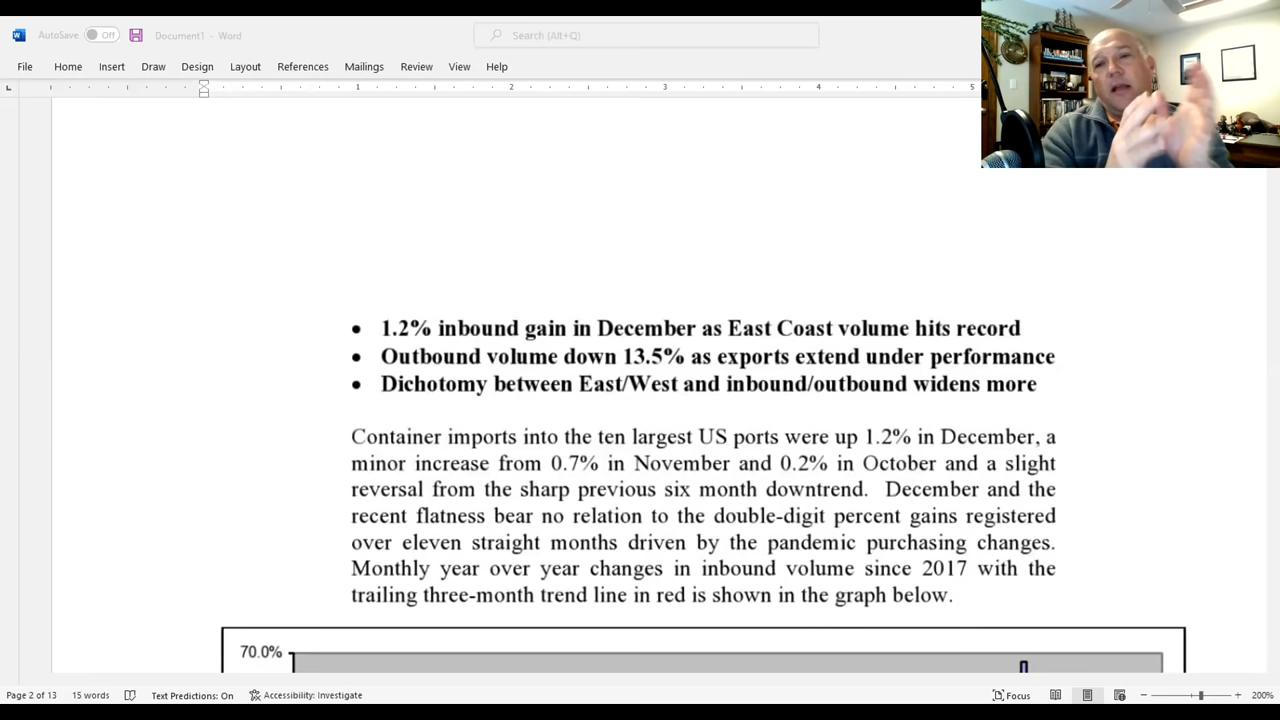 AutoSave Off Document1 - Word Search (Alt+Q)
File Home Insert Draw Design Layout References Mailings Review View Help
1 2 3 4 5
• 1.2% inbound gain in December as East Coast volume hits record
• Outbound volume down 13.5% as exports extend under performance
• Dichotomy between East/West and inbound/outbound widens more
Container imports into the ten largest US ports were up 1.2% in December, a
minor increase from 0.7% in November and 0.2% in October and a slight
reversal from the sharp previous six month downtrend. December and the
recent flatness bear no relation to the double-digit percent gains registered
over eleven straight months driven by the pandemic purchasing changes.
Monthly year over year changes in inbound volume since 2017 with the
trailing three-month trend line in red is shown in the graph below.
70.0%
Page 2 of 13 15 words Text Predictions: On Accessibility: Investigate Focus 200%